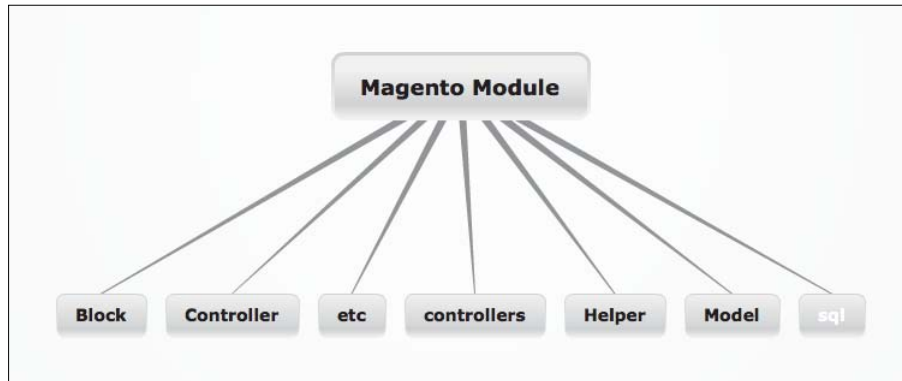 Magento Module
Block Controller etc controllers Helper Model sql